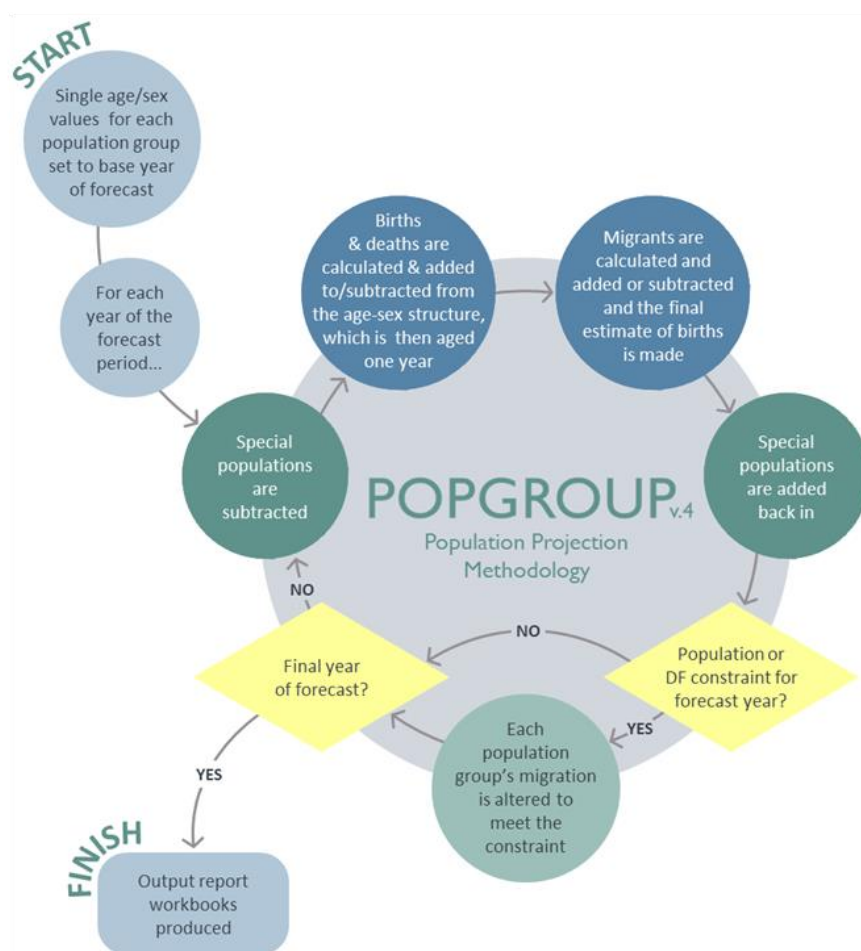 START
Single age/sex
values for each
population group
set to base year
of forecast
For each
year of the
forecast
period...
Special
populations
are
subtracted
Births
& deaths are
calculated & added
to/subtracted from
the age-sex structure,
which is then aged
one year
Migrants are
calculated and
added or subtracted
and the final
estimate of births
is made
Special
populations
are added
back in
POPGROUP v.4
Population Projection
Methodology
Population or
DF constraint for
forecast year?
NO
YES
Each
population
group's migration
is altered to
meet the
constraint
Final year
of forecast?
NO
YES
FINISH
Output report
workbooks
produced